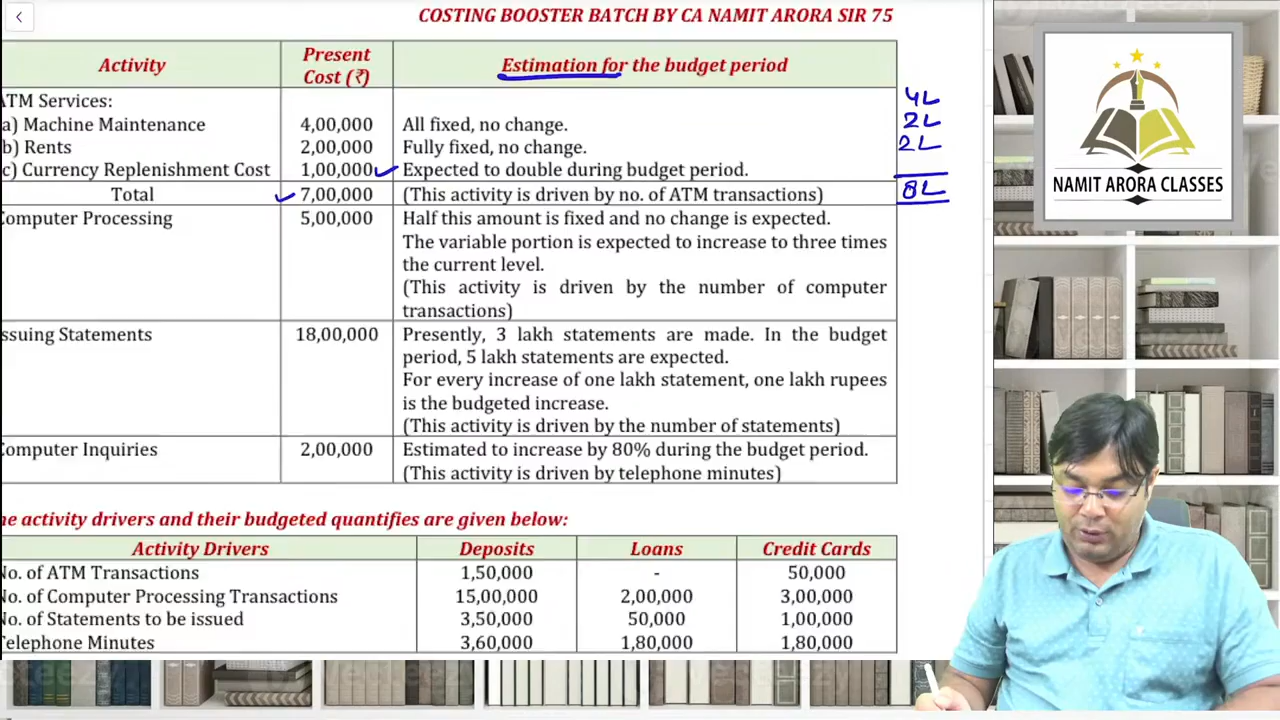 COSTING BOOSTER BATCH BY CA NAMIT ARORA SIR 75
Activity Present Cost (₹) Estimation for the budget period
ATM Services:
a) Machine Maintenance 4,00,000 All fixed, no change.
b) Rents 2,00,000 Fully fixed, no change.
c) Currency Replenishment Cost 1,00,000 Expected to double during budget period.
Total 7,00,000 (This activity is driven by no. of ATM transactions)
Computer Processing 5,00,000 Half this amount is fixed and no change is expected.
The variable portion is expected to increase to three times
the current level.
(This activity is driven by the number of computer
transactions)
ssuing Statements 18,00,000 Presently, 3 lakh statements are made. In the budget
period, 5 lakh statements are expected.
For every increase of one lakh statement, one lakh rupees
is the budgeted increase.
(This activity is driven by the number of statements)
Computer Inquiries 2,00,000 Estimated to increase by 80% during the budget period.
(This activity is driven by telephone minutes)
4L
2L
2L
8L
he activity drivers and their budgeted quantifies are given below:
Activity Drivers Deposits Loans Credit Cards
No. of ATM Transactions 1,50,000 - 50,000
No. of Computer Processing Transactions 15,00,000 2,00,000 3,00,000
No. of Statements to be issued 3,50,000 50,000 1,00,000
Telephone Minutes 3,60,000 1,80,000 1,80,000
NAMIT ARORA CLASSES